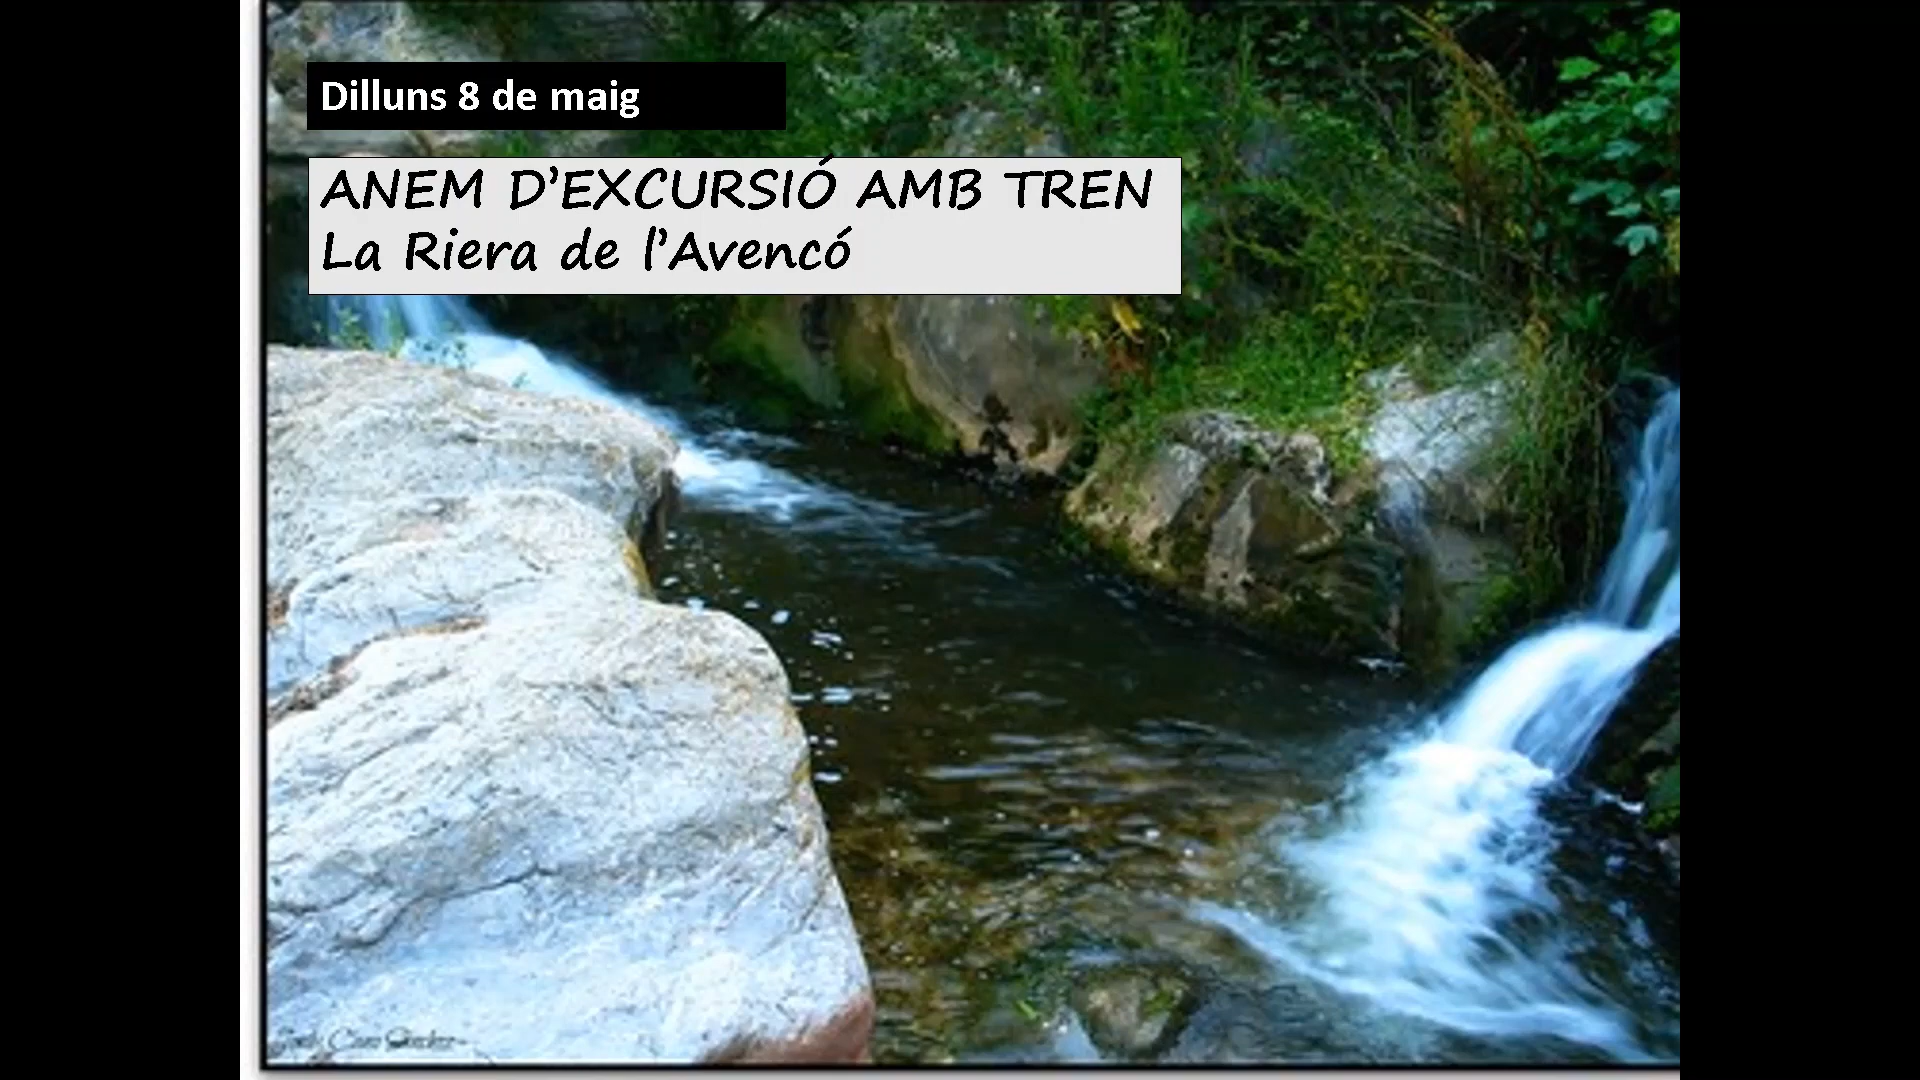 Dilluns 8 de maig
ANEM D’EXCURSIÓ AMB TREN
La Riera de l’Avencó